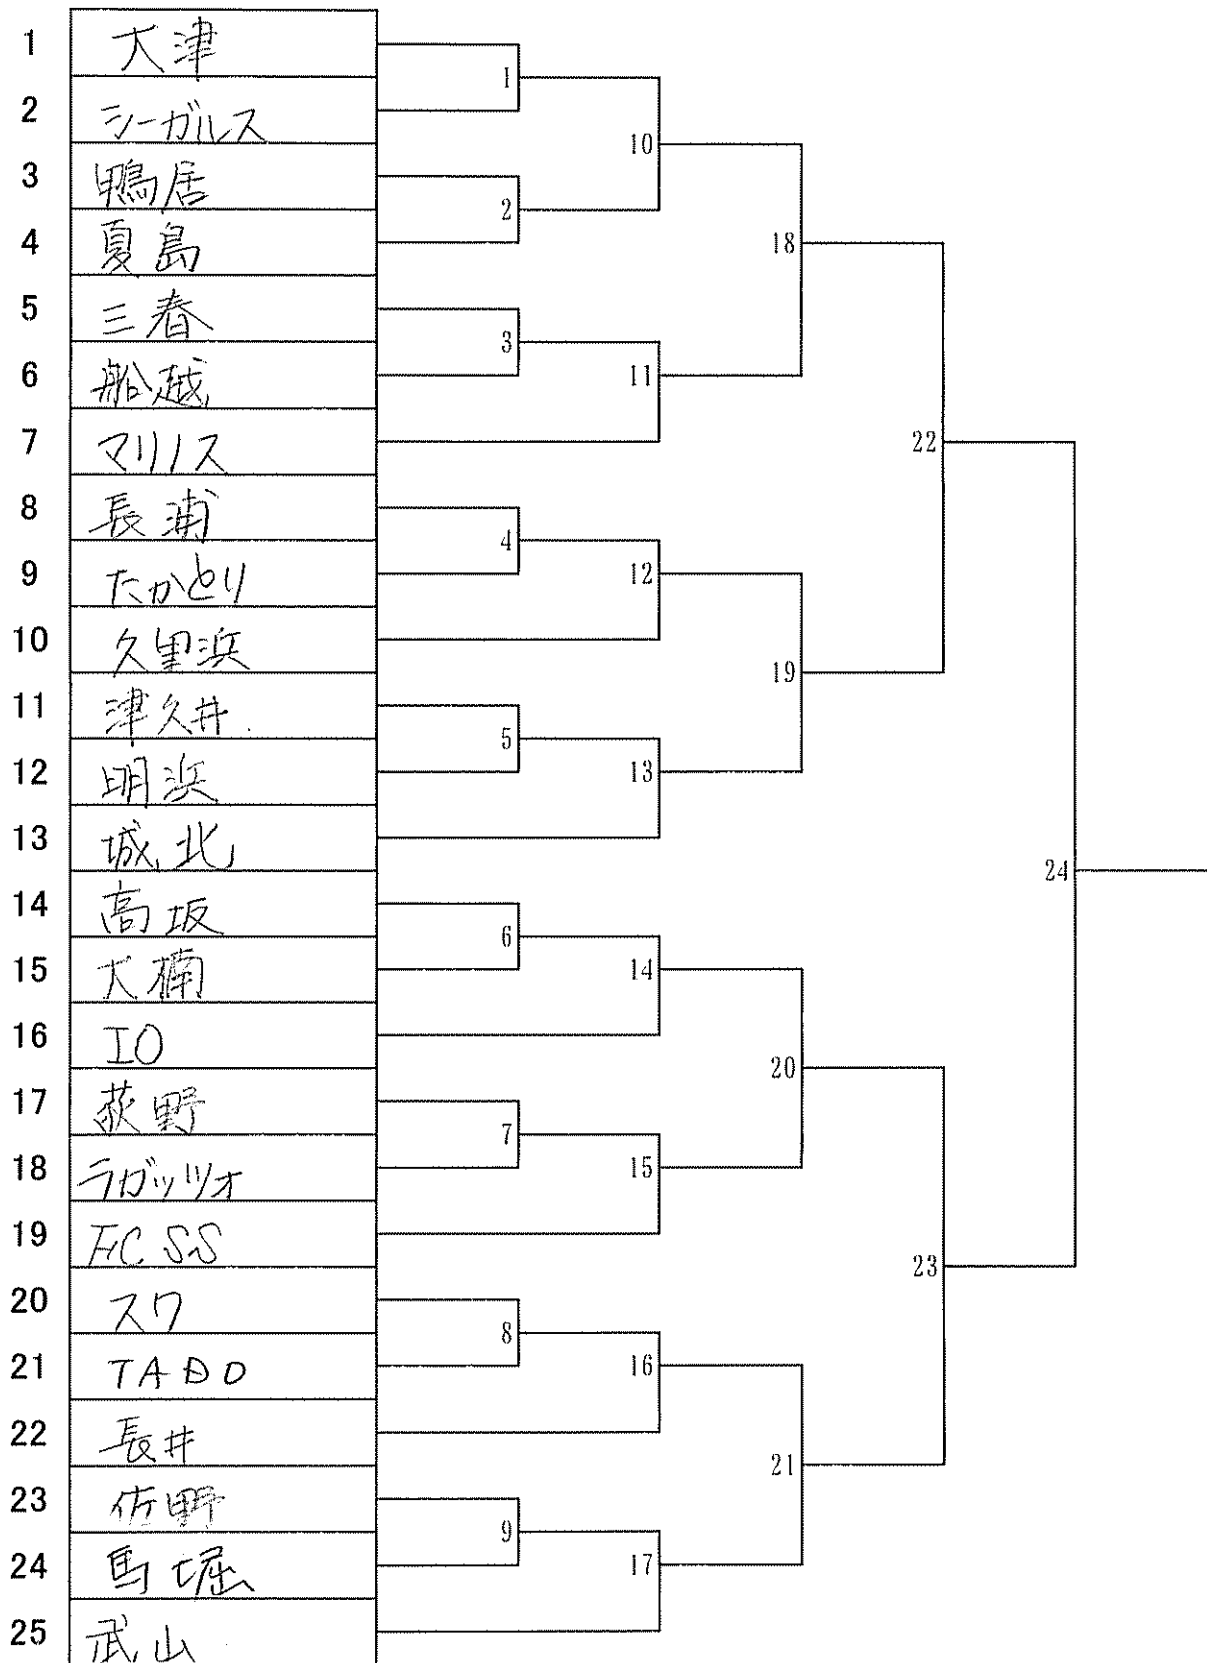 1 大津
1
2 シーガルス
10
3 鴨居
2
4 夏島
18
5 三春
3
6 船越
11
7 マリノス
22
8 長浦
4
9 たかとり
12
10 久里浜
19
11 津久井
5
12 明浜
13
13 城北
24
14 高坂
6
15 大楠
14
16 IO
20
17 荻野
7
18 ラガッツォ
15
19 FC SS
23
20 スワ
8
21 TADO
16
22 長井
21
23 佐野
9
24 馬堀
17
25 武山